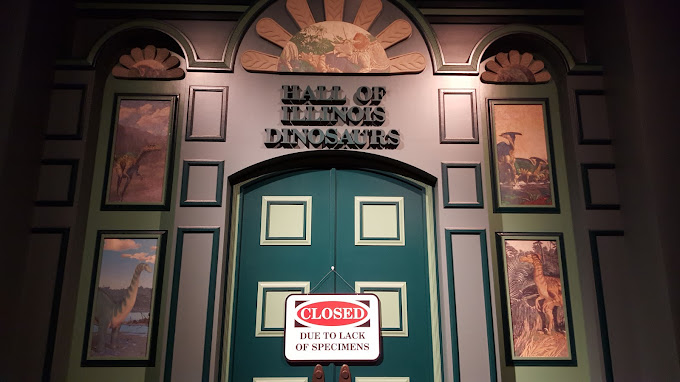 HALL OF
ILLINOIS
DINOSAURS
CLOSED
DUE TO LACK
OF SPECIMENS